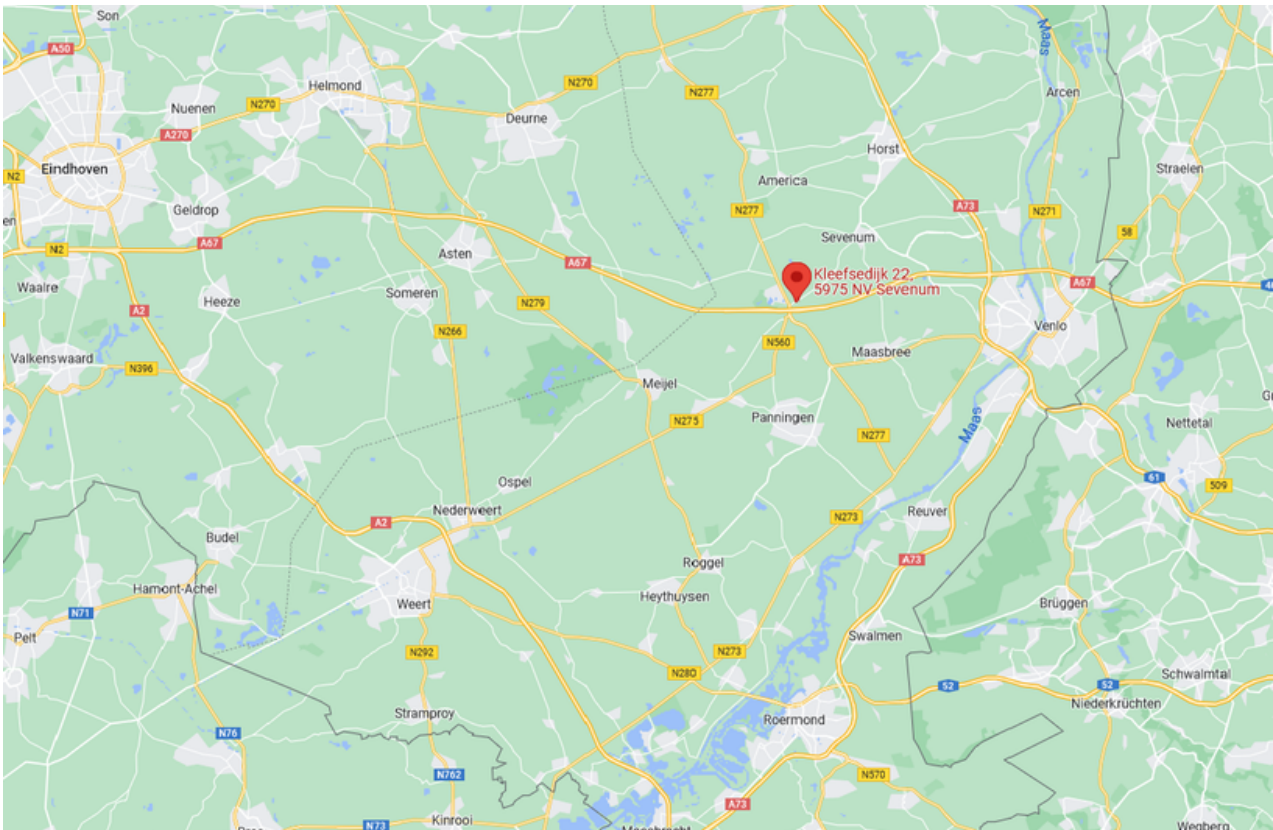 Son
A50
Maas
Helmond
N270
N277
Arcen
Nuenen
N270
Deurne
A270
Horst
Eindhoven
Straelen
N2
America
Geldrop
A73
N277
N271
58
en
N2
A67
Asten
A67
Sevenum
Kleefsedijk 22,
5975 NV Sevenum
A67
Waalre
Heeze
Someren
N279
A2
N266
N560
Venlo
Valkenswaard
N396
Maasbree
Meijel
Panningen
N275
N277
Maas
Nettetal
61
509
Ospel
Nederweert
A2
N273
Reuver
Budel
Roggel
A73
Hamont-Achel
Heythuysen
Weert
Brüggen
N71
Pelt
Swalmen
N292
N273
N280
52
52
Schwalmtal
Niederkrüchten
Stramproy
Roermond
N76
N762
N570
A73
Kinrooi
N73
Maasbracht
Wegberg